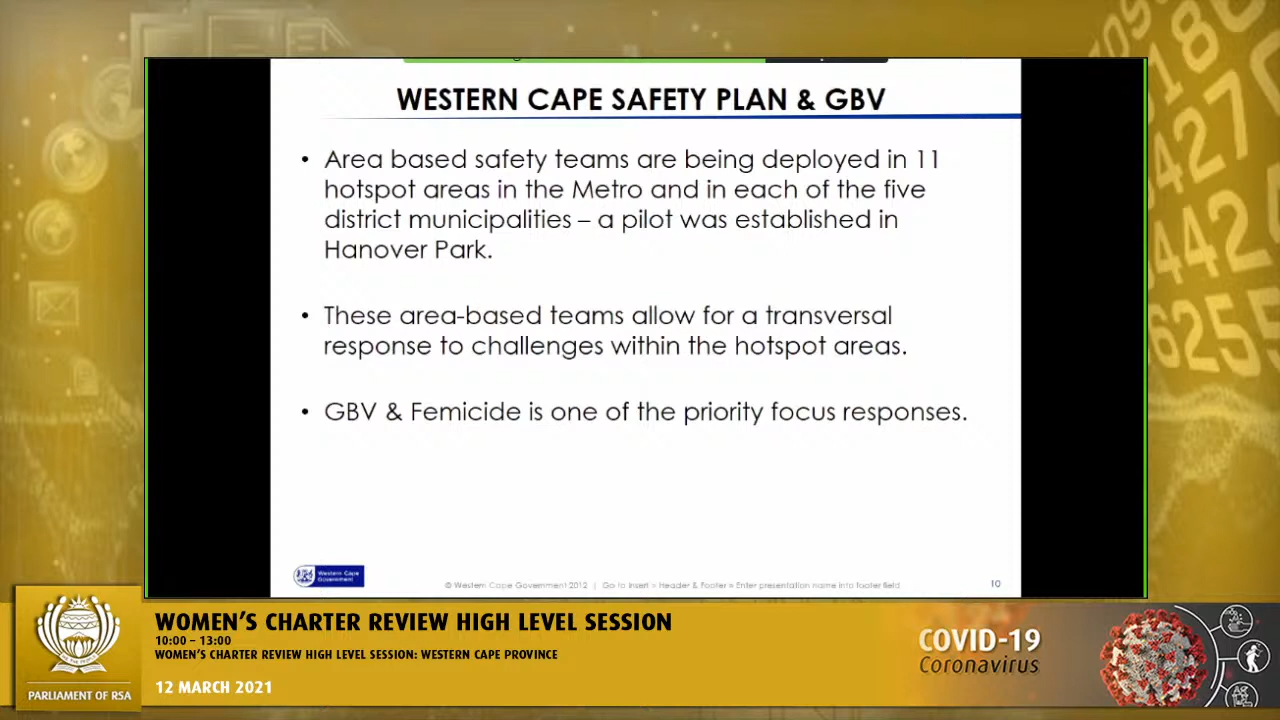 WESTERN CAPE SAFETY PLAN & GBV
• Area based safety teams are being deployed in 11
hotspot areas in the Metro and in each of the five
district municipalities – a pilot was established in
Hanover Park.
• These area-based teams allow for a transversal
response to challenges within the hotspot areas.
• GBV & Femicide is one of the priority focus responses.
Western Cape
Government
© Western Cape Government 2012 | Go to Insert > Header & Footer > Enter presentation name into footer field
10
WOMEN'S CHARTER REVIEW HIGH LEVEL SESSION
10:00 – 13:00
WOMEN'S CHARTER REVIEW HIGH LEVEL SESSION: WESTERN CAPE PROVINCE
12 MARCH 2021
PARLIAMENT OF RSA
COVID-19
Coronavirus